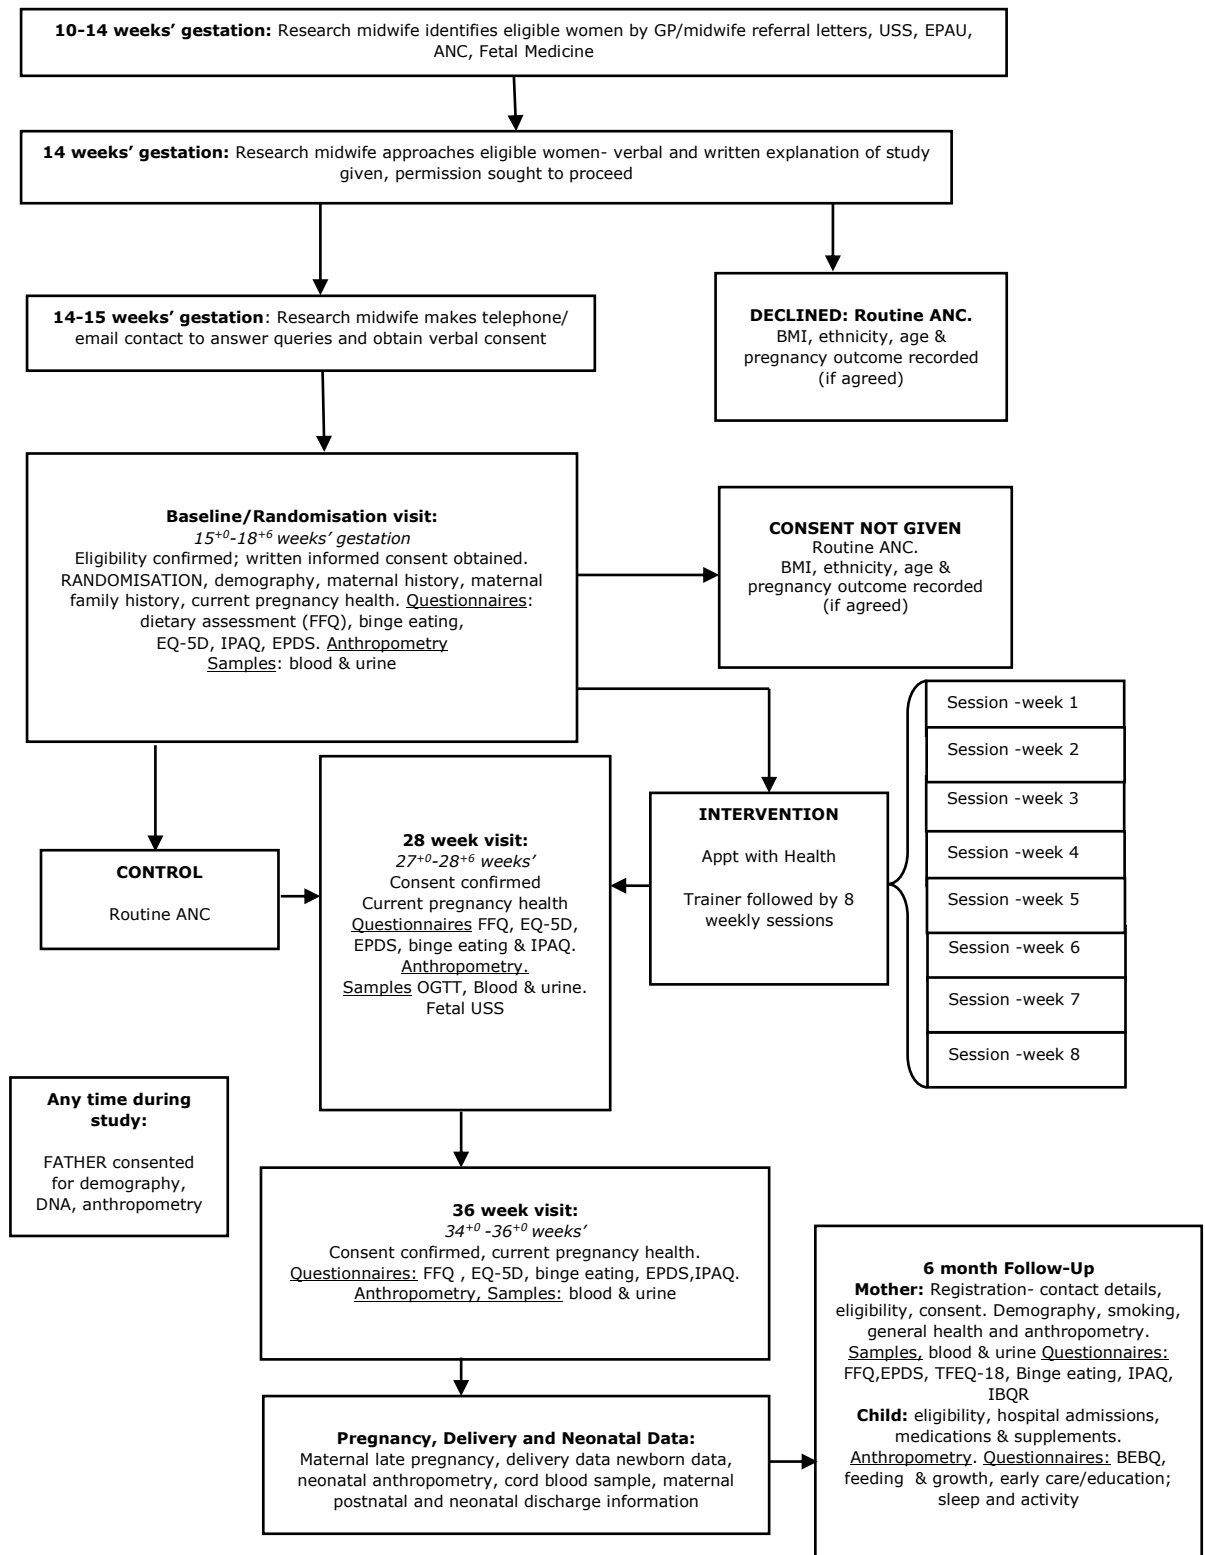 10-14 weeks’ gestation: Research midwife identifies eligible women by GP/midwife referral letters, USS, EPAU,
ANC, Fetal Medicine
14 weeks’ gestation: Research midwife approaches eligible women- verbal and written explanation of study
given, permission sought to proceed
14-15 weeks’ gestation: Research midwife makes telephone/
email contact to answer queries and obtain verbal consent
DECLINED: Routine ANC.
BMI, ethnicity, age &
pregnancy outcome recorded
(if agreed)
Baseline/Randomisation visit:
15+0-18+6 weeks’ gestation
Eligibility confirmed; written informed consent obtained.
RANDOMISATION, demography, maternal history, maternal
family history, current pregnancy health. Questionnaires:
dietary assessment (FFQ), binge eating,
EQ-5D, IPAQ, EPDS. Anthropometry
Samples: blood & urine
CONSENT NOT GIVEN
Routine ANC.
BMI, ethnicity, age &
pregnancy outcome recorded
(if agreed)
CONTROL
Routine ANC
28 week visit:
27+0-28+6 weeks’
Consent confirmed
Current pregnancy health
Questionnaires FFQ, EQ-5D,
EPDS, binge eating & IPAQ.
Anthropometry.
Samples OGTT, Blood & urine.
Fetal USS
INTERVENTION
Appt with Health
Trainer followed by 8
weekly sessions
Session -week 1
Session -week 2
Session -week 3
Session -week 4
Session -week 5
Session -week 6
Session -week 7
Session -week 8
Any time during
study:
FATHER consented
for demography,
DNA, anthropometry
36 week visit:
34+0 -36+0 weeks’
Consent confirmed, current pregnancy health.
Questionnaires: FFQ , EQ-5D, binge eating, EPDS,IPAQ.
Anthropometry, Samples: blood & urine
Pregnancy, Delivery and Neonatal Data:
Maternal late pregnancy, delivery data newborn data,
neonatal anthropometry, cord blood sample, maternal
postnatal and neonatal discharge information
6 month Follow-Up
Mother: Registration- contact details,
eligibility, consent. Demography, smoking,
general health and anthropometry.
Samples, blood & urine Questionnaires:
FFQ,EPDS, TFEQ-18, Binge eating, IPAQ,
IBQR
Child: eligibility, hospital admissions,
medications & supplements.
Anthropometry. Questionnaires: BEBQ,
feeding & growth, early care/education;
sleep and activity